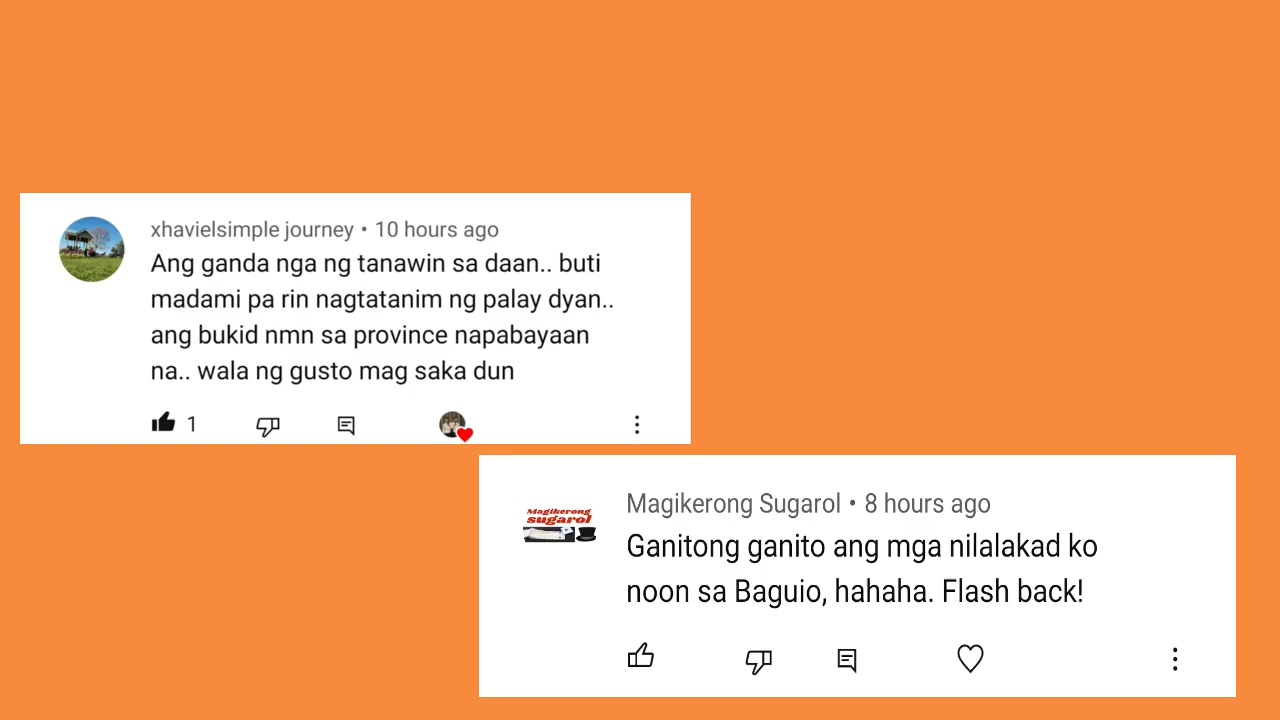 xhavielsimple journey • 10 hours ago
Ang ganda nga ng tanawin sa daan.. buti
madami pa rin nagtatanim ng palay dyan..
ang bukid nmn sa province napabayaan
na.. wala ng gusto mag saka dun
1
Magikerong Sugarol • 8 hours ago
Magikerong
sugarol
Ganitong ganito ang mga nilalakad ko
noon sa Baguio, hahaha. Flash back!